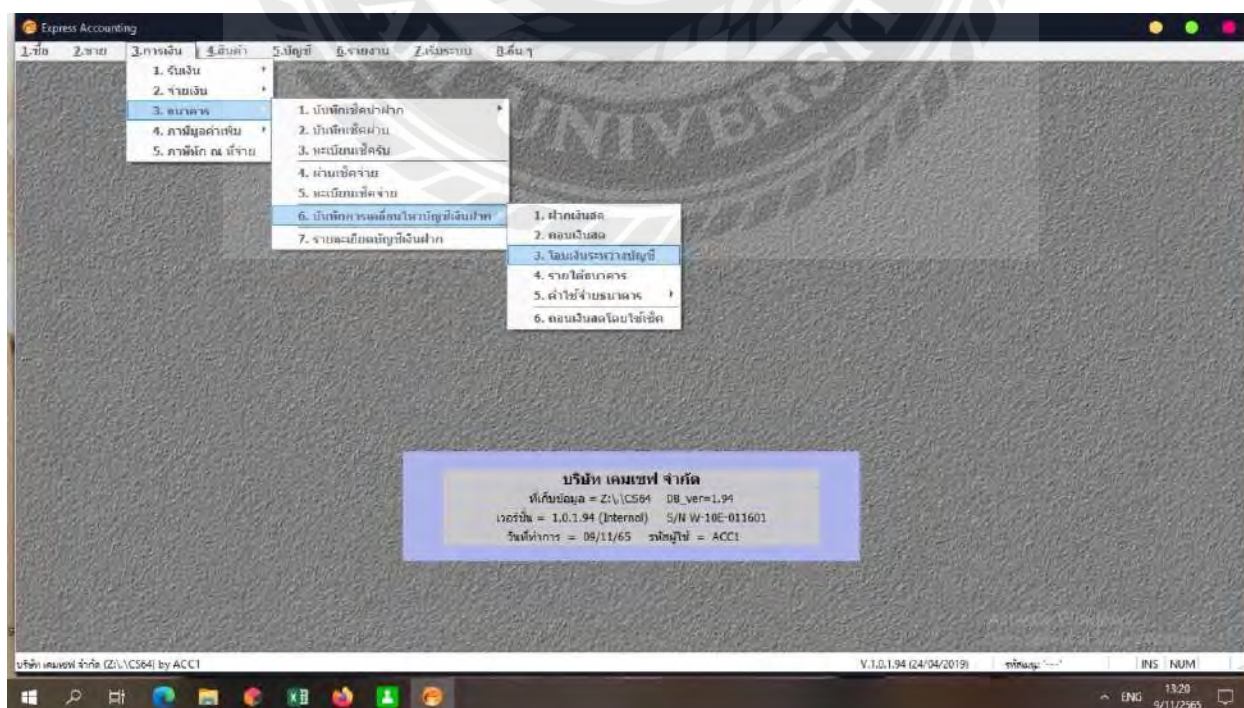 Express Accounting
1.ซื้อ 2.ขาย 3.การเงิน 4.สินค้า 5.บัญชี 6.รายงาน 7.เริ่มระบบ 8.อื่น ๆ
1. รับเงิน
2. จ่ายเงิน
3. ธนาคาร
4. ภาษีมูลค่าเพิ่ม
5. ภาษีหัก ณ ที่จ่าย
1. บันทึกเช็คนำฝาก
2. บันทึกเช็คผ่าน
3. ทะเบียนเช็ครับ
4. ผ่านเช็คจ่าย
5. ทะเบียนเช็คจ่าย
6. บันทึกการเคลื่อนไหวบัญชีเงินฝาก
7. รายละเอียดบัญชีเงินฝาก
1. ฝากเงินสด
2. ถอนเงินสด
3. โอนเงินระหว่างบัญชี
4. รายได้ธนาคาร
5. ค่าใช้จ่ายธนาคาร
6. ถอนเงินสดโดยใช้เช็ค
UNIVERSIT
บริษัท เคมเซฟ จำกัด
ที่เก็บข้อมูล = Z:\.\CS64 DB_ver=1.94
เวอร์ชั่น = 1.0.1.94 (Internal) S/N W-10E-011601
วันที่ทำการ = 09/11/65 รหัสผู้ใช้ = ACC1
บริษัท เคมเซฟ จำกัด (Z:\.\CS64) by ACC1 V.1.0.1.94 (24/04/2019) INS NUM
ENG 13:20
9/11/2565